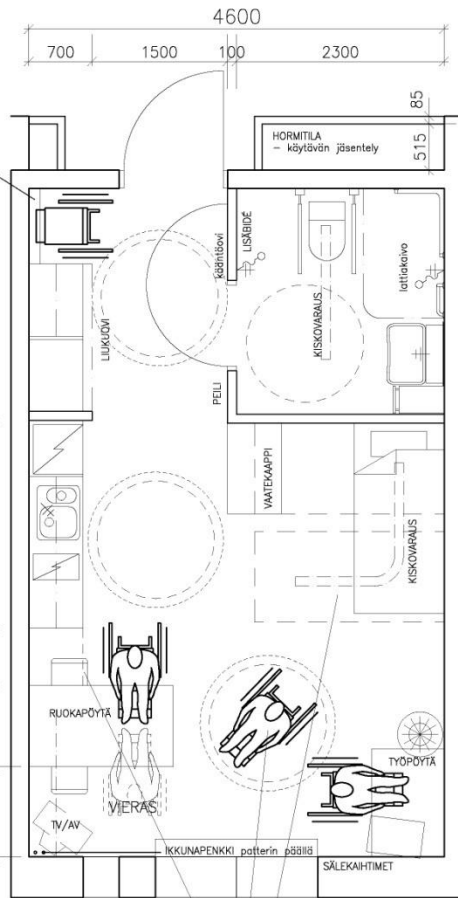 4600
700
1500
100
2300
85
515
HORMITILA
– käytävän jäsentely
LIUKUOVI
kääntöovi
LISÄBIDE
KISKOVARAUS
lattiakaivo
PEILI
VAATEKAAPPI
KISKOVARAUS
RUOKAPÖYTÄ
VIERAS
TYÖPÖYTÄ
TV/AV
IKKUNAPENKKI patterin päällä
SÄLEKAIHTIMET